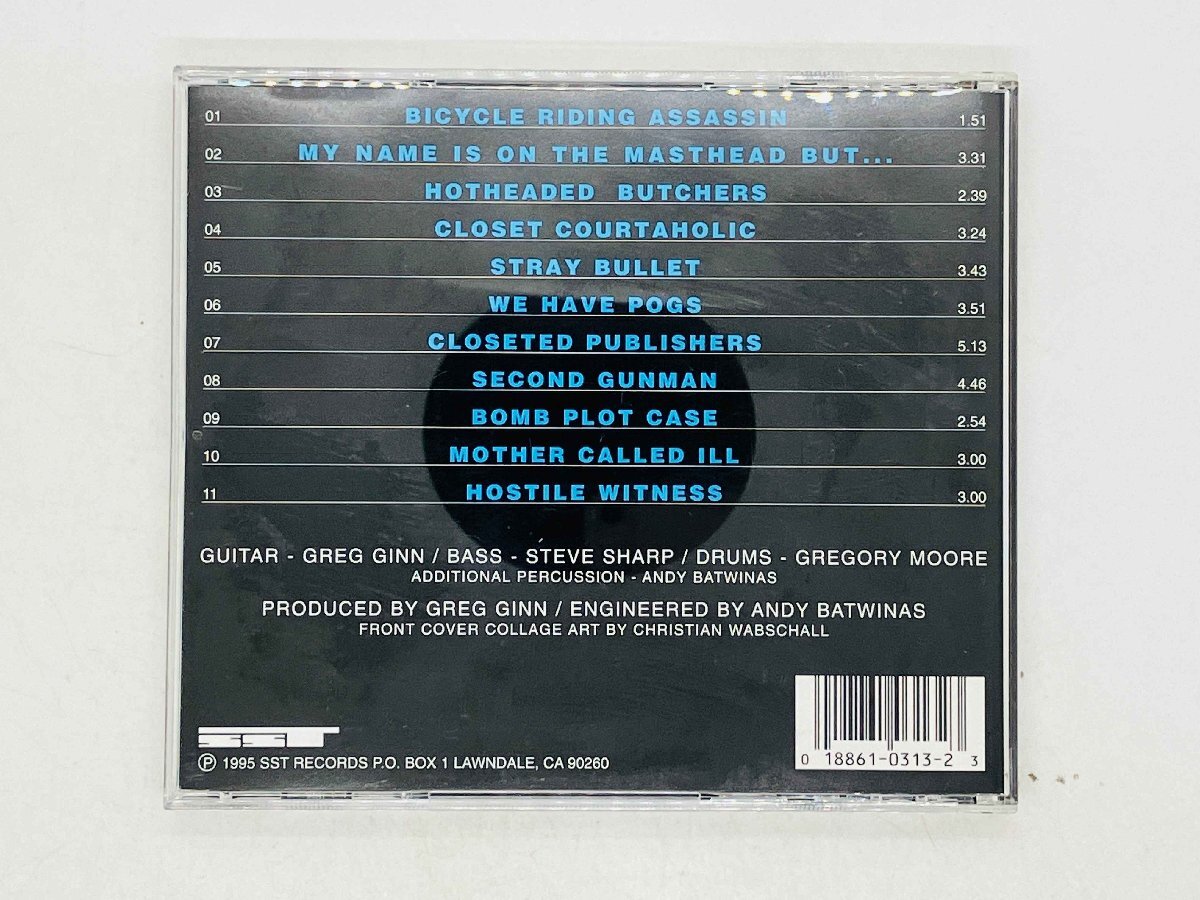 01 BICYCLE RIDING ASSASSIN 1.51
02 MY NAME IS ON THE MASTHEAD BUT... 3.31
03 HOTHEADED BUTCHERS 2.39
04 CLOSET COURTAHOLIC 3.24
05 STRAY BULLET 3.43
06 WE HAVE POGS 3.51
07 CLOSETED PUBLISHERS 5.13
08 SECOND GUNMAN 4.46
09 BOMB PLOT CASE 2.54
10 MOTHER CALLED ILL 3.00
11 HOSTILE WITNESS 3.00
GUITAR - GREG GINN / BASS - STEVE SHARP / DRUMS - GREGORY MOORE
ADDITIONAL PERCUSSION - ANDY BATWINAS
PRODUCED BY GREG GINN / ENGINEERED BY ANDY BATWINAS
FRONT COVER COLLAGE ART BY CHRISTIAN WABSCHALL
SST
℗ 1995 SST RECORDS P.O. BOX 1 LAWNDALE, CA 90260
0 18861-0313-2 3